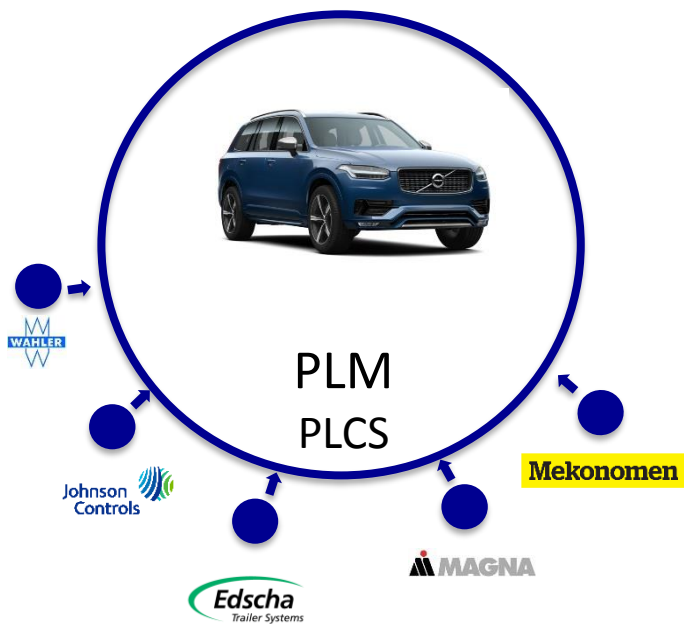 PLM
PLCS
WAHLER
Johnson
Controls
Edscha
Trailer Systems
MAGNA
Mekonomen